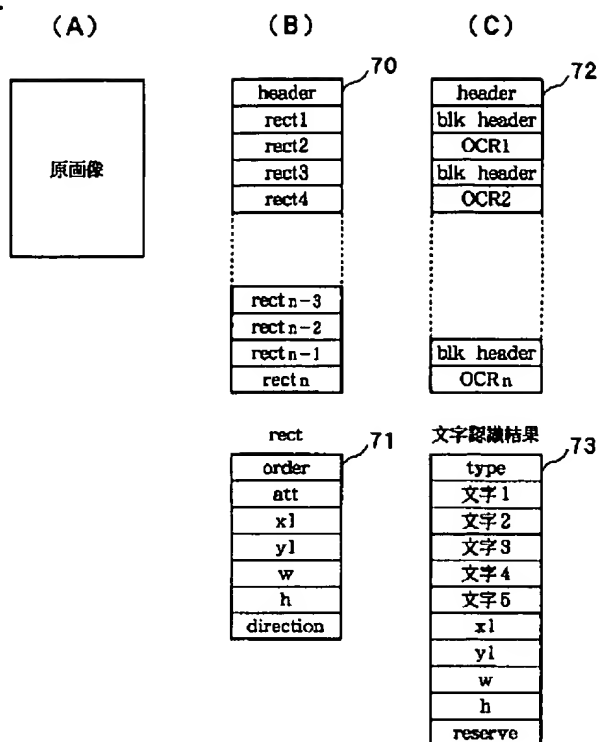 (A)
原画像
(B)
70
header
rect1
rect2
rect3
rect4
rect n-3
rect n-2
rect n-1
rect n
rect
71
order
att
x1
y1
w
h
direction
(C)
72
header
blk header
OCR1
blk header
OCR2
blk header
OCR n
文字認識結果
73
type
文字1
文字2
文字3
文字4
文字5
x1
y1
w
h
reserve